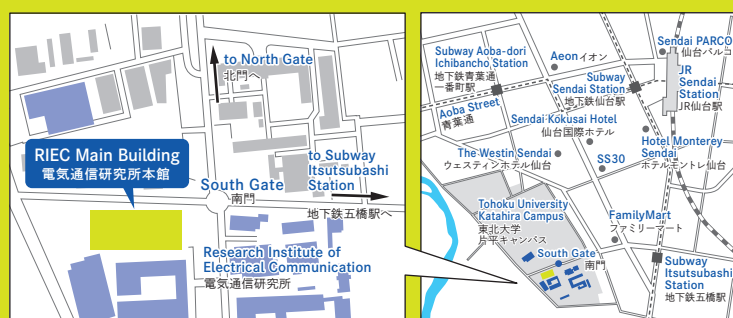 to North Gate
北門へ
RIEC Main Building
電気通信研究所本館
South Gate
南門
to Subway
Itsutsubashi
Station
地下鉄五橋駅へ
Research Institute of
Electrical Communication
電気通信研究所
Sendai PARCO
仙台パルコ
Subway Aoba-dori
Ichibancho Station
地下鉄青葉通
一番町駅
Aeonイオン
JR
Sendai
Station
JR仙台駅
Subway
Sendai Station
地下鉄仙台駅
Aoba Street
青葉通
Sendai Kokusai Hotel
仙台国際ホテル
Hotel Monterey
Sendai
ホテルモントレ仙台
The Westin Sendai
ウェスティンホテル仙台
SS30
Tohoku University
Katahira Campus
東北大学
片平キャンパス
FamilyMart
ファミリーマート
South Gate
南門
Subway
Itsutsubashi
Station
地下鉄五橋駅